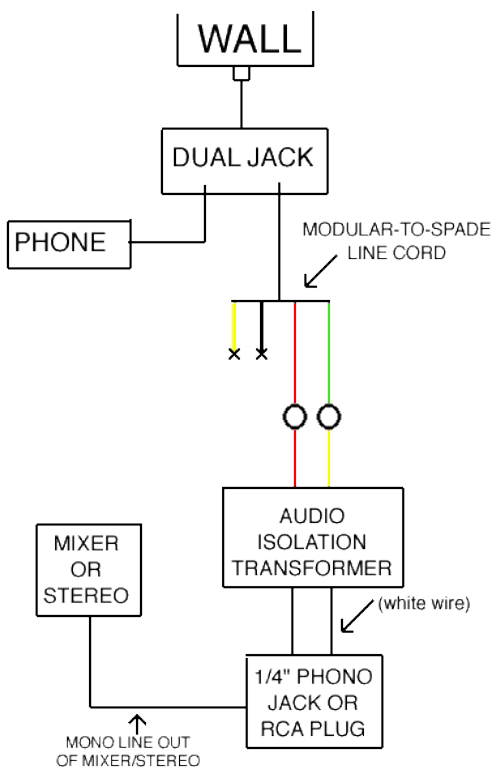 WALL
DUAL JACK
PHONE
MODULAR-TO-SPADE
LINE CORD
AUDIO
ISOLATION
TRANSFORMER
MIXER
OR
STEREO
(white wire)
1/4" PHONO
JACK OR
RCA PLUG
MONO LINE OUT
OF MIXER/STEREO